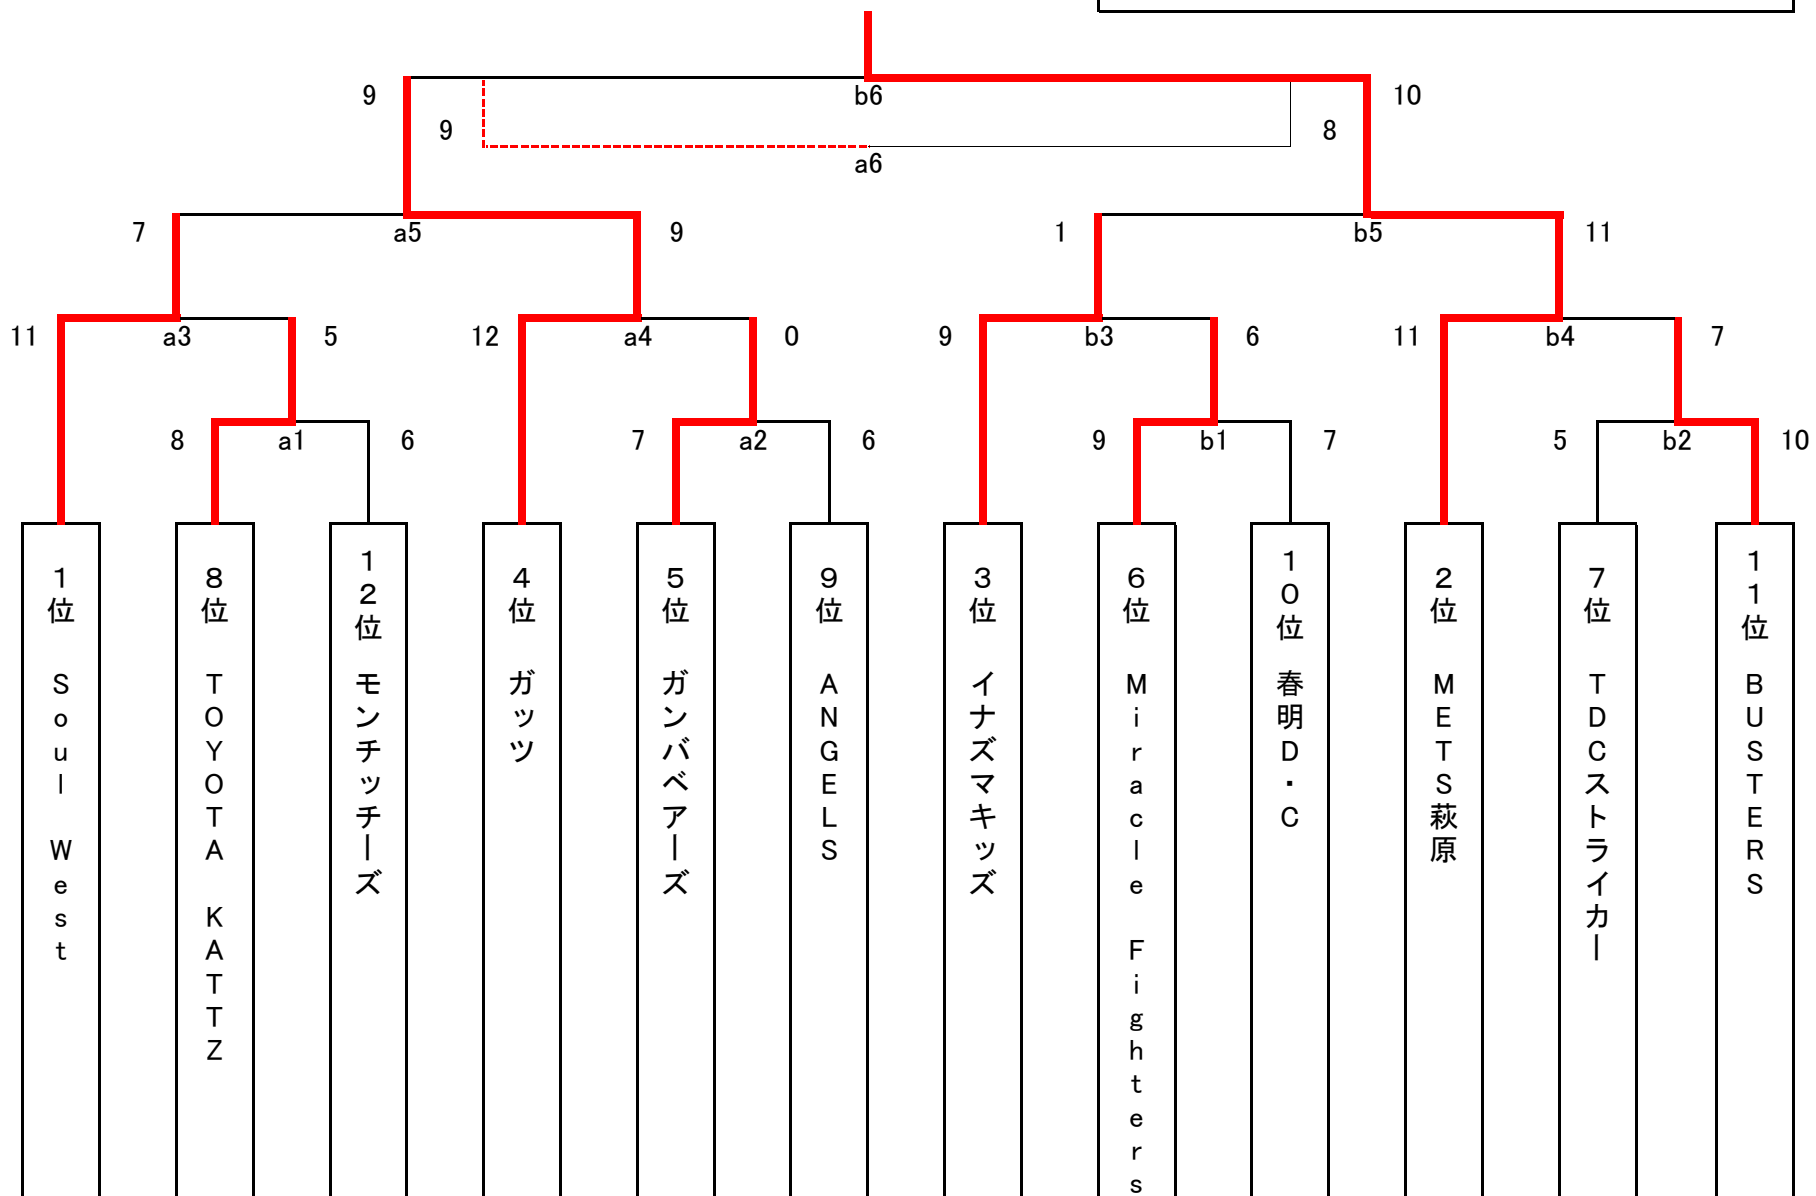 9
b6
10
9
8
a6
7
a5
9
1
b5
11
11
a3
5
12
a4
0
9
b3
6
11
b4
7
8
a1
6
7
a2
6
9
b1
7
5
b2
10
1位 Soul West
8位 TOYOTA KATTZ
12位 モンチッチーズ
4位 ガッツ
5位 ガンバベアーズ
9位 ANGELS
3位 イナズマキッズ
6位 Miracle Fighters
10位 春明D・C
2位 METS萩原
7位 TDCストライカー
11位 BUSTERS